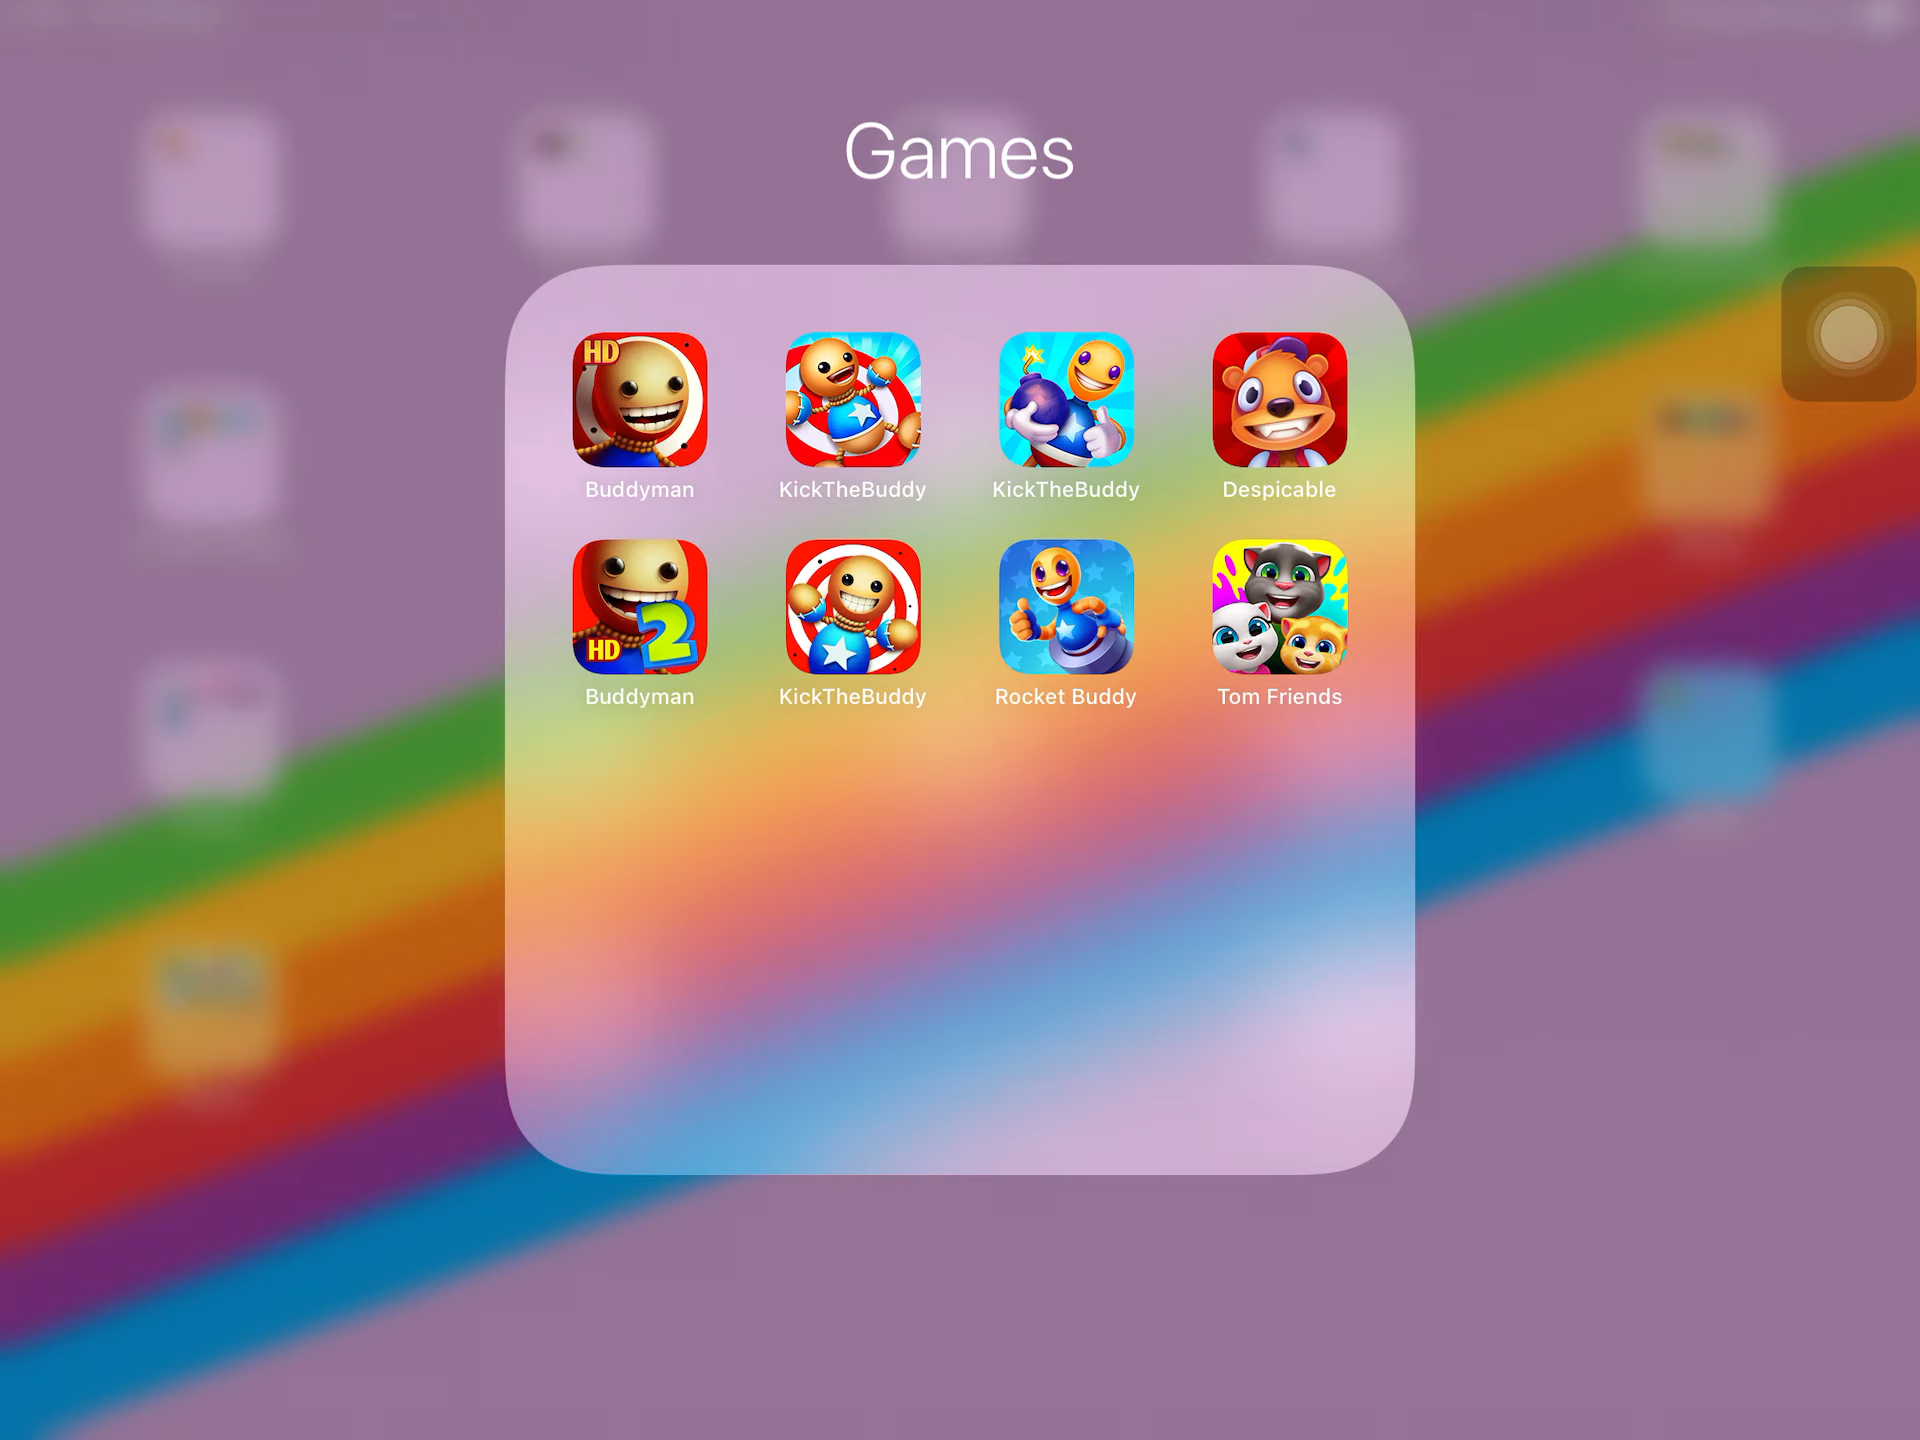 Games
HD
Buddyman
KickTheBuddy
KickTheBuddy
Despicable
HD 2
Buddyman
KickTheBuddy
Rocket Buddy
Tom Friends